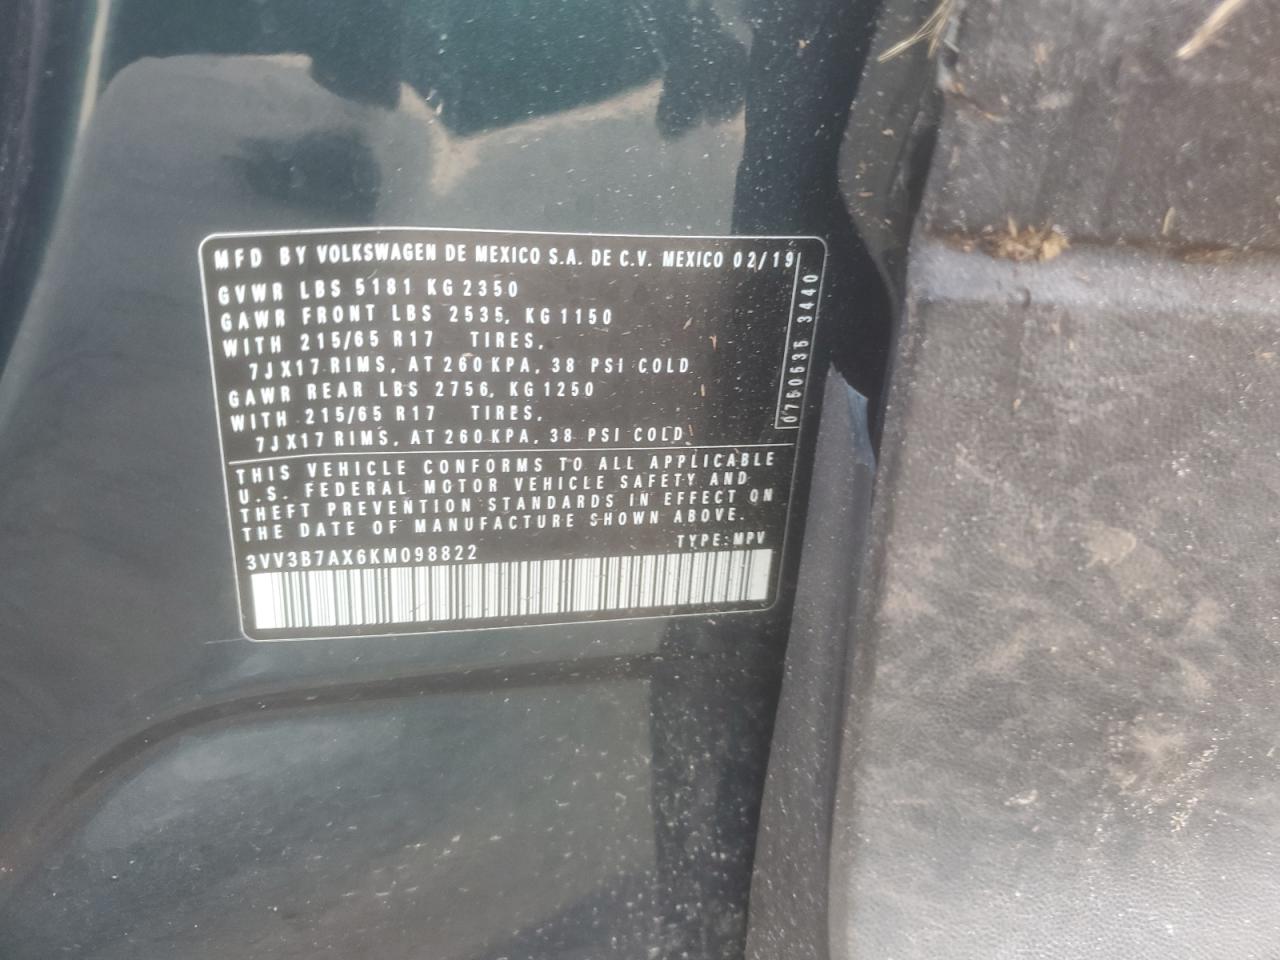 MFD BY VOLKSWAGEN DE MEXICO S.A. DE C.V. MEXICO 02/19
GVWR LBS 5181 KG 2350
GAWR FRONT LBS 2535, KG 1150
WITH 215/65 R17 TIRES,
7JX17 RIMS, AT 260 KPA, 38 PSI COLD
GAWR REAR LBS 2756, KG 1250
WITH 215/65 R17 TIRES,
7JX17 RIMS, AT 260 KPA, 38 PSI COLD
0750535 3440
THIS VEHICLE CONFORMS TO ALL APPLICABLE
U.S. FEDERAL MOTOR VEHICLE SAFETY AND
THEFT PREVENTION STANDARDS IN EFFECT ON
THE DATE OF MANUFACTURE SHOWN ABOVE.
3VV3B7AX6KM098822 TYPE:MPV